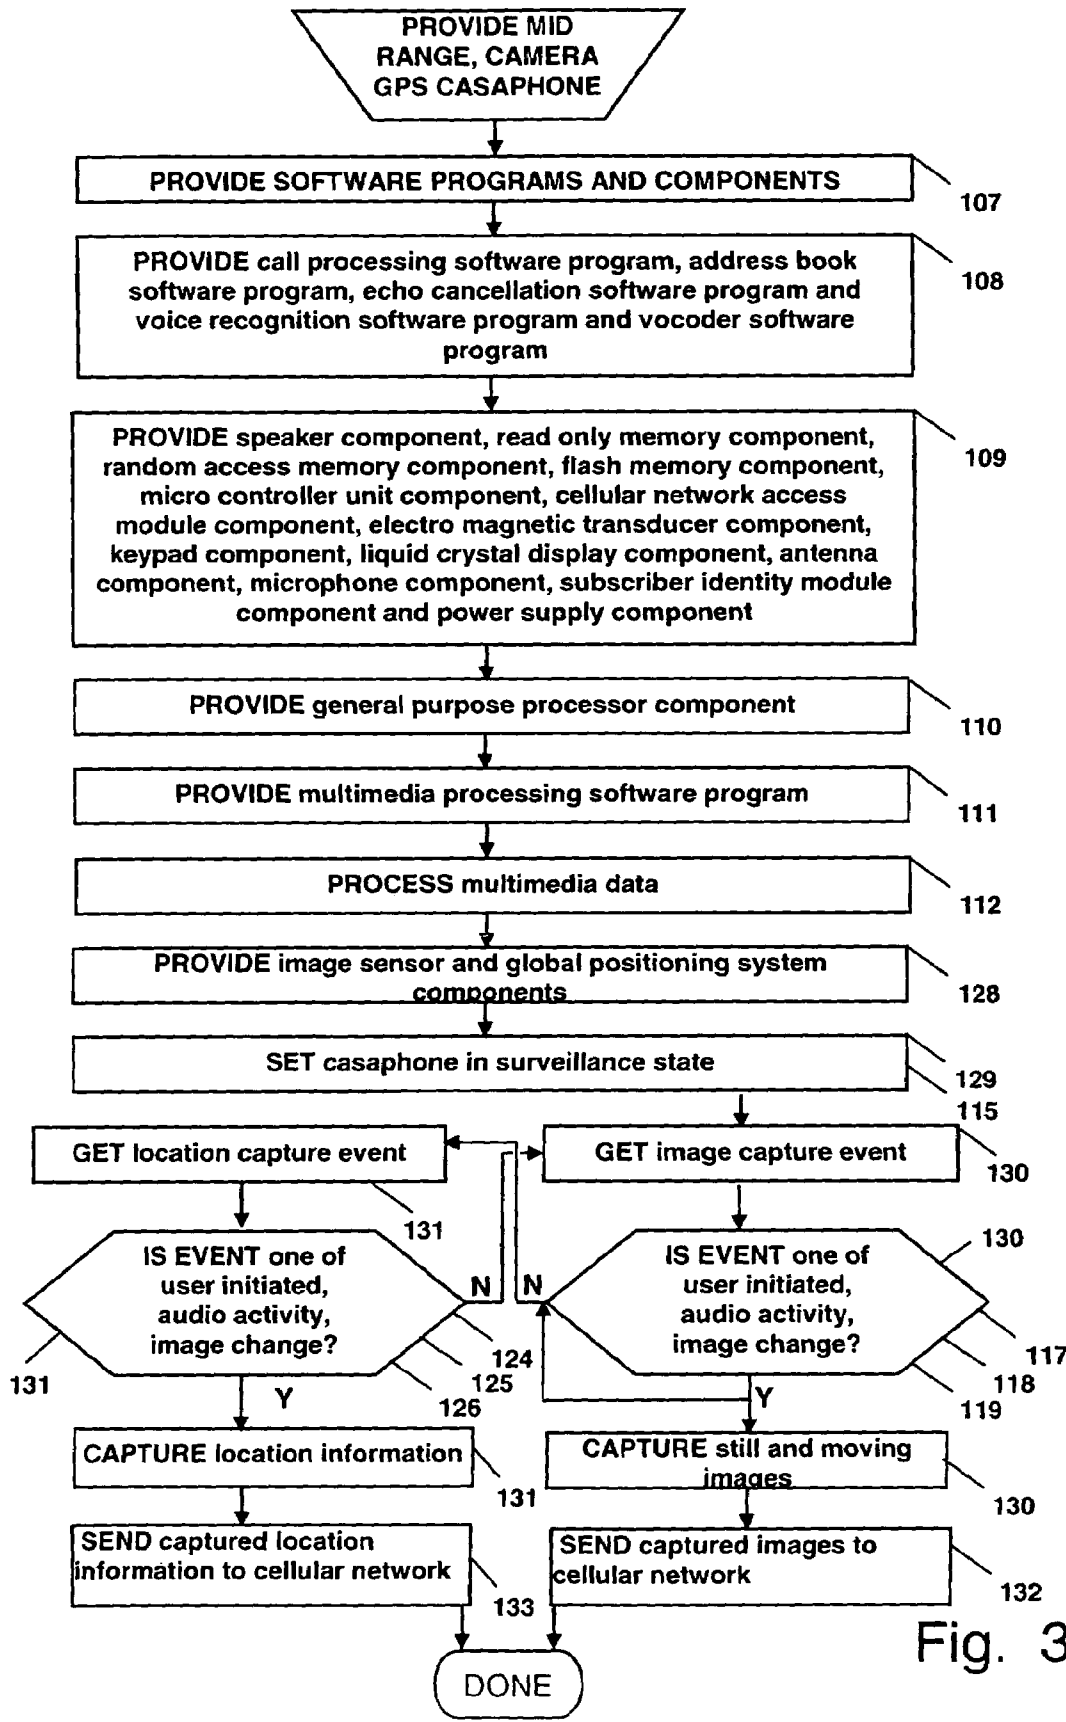 PROVIDE MID
RANGE, CAMERA
GPS CASAPHONE
PROVIDE SOFTWARE PROGRAMS AND COMPONENTS
107
PROVIDE call processing software program, address book
software program, echo cancellation software program and
voice recognition software program and vocoder software
program
108
PROVIDE speaker component, read only memory component,
random access memory component, flash memory component,
micro controller unit component, cellular network access
module component, electro magnetic transducer component,
keypad component, liquid crystal display component, antenna
component, microphone component, subscriber identity module
component and power supply component
109
PROVIDE general purpose processor component
110
PROVIDE multimedia processing software program
111
PROCESS multimedia data
112
PROVIDE image sensor and global positioning system
components
128
SET casaphone in surveillance state
129
115
GET location capture event
131
GET image capture event
130
IS EVENT one of
user initiated,
audio activity,
image change?
N
131
124
125
126
Y
IS EVENT one of
user initiated,
audio activity,
image change?
N
130
117
118
119
Y
CAPTURE location information
131
CAPTURE still and moving
images
130
SEND captured location
information to cellular network
133
SEND captured images to
cellular network
132
DONE
Fig. 3